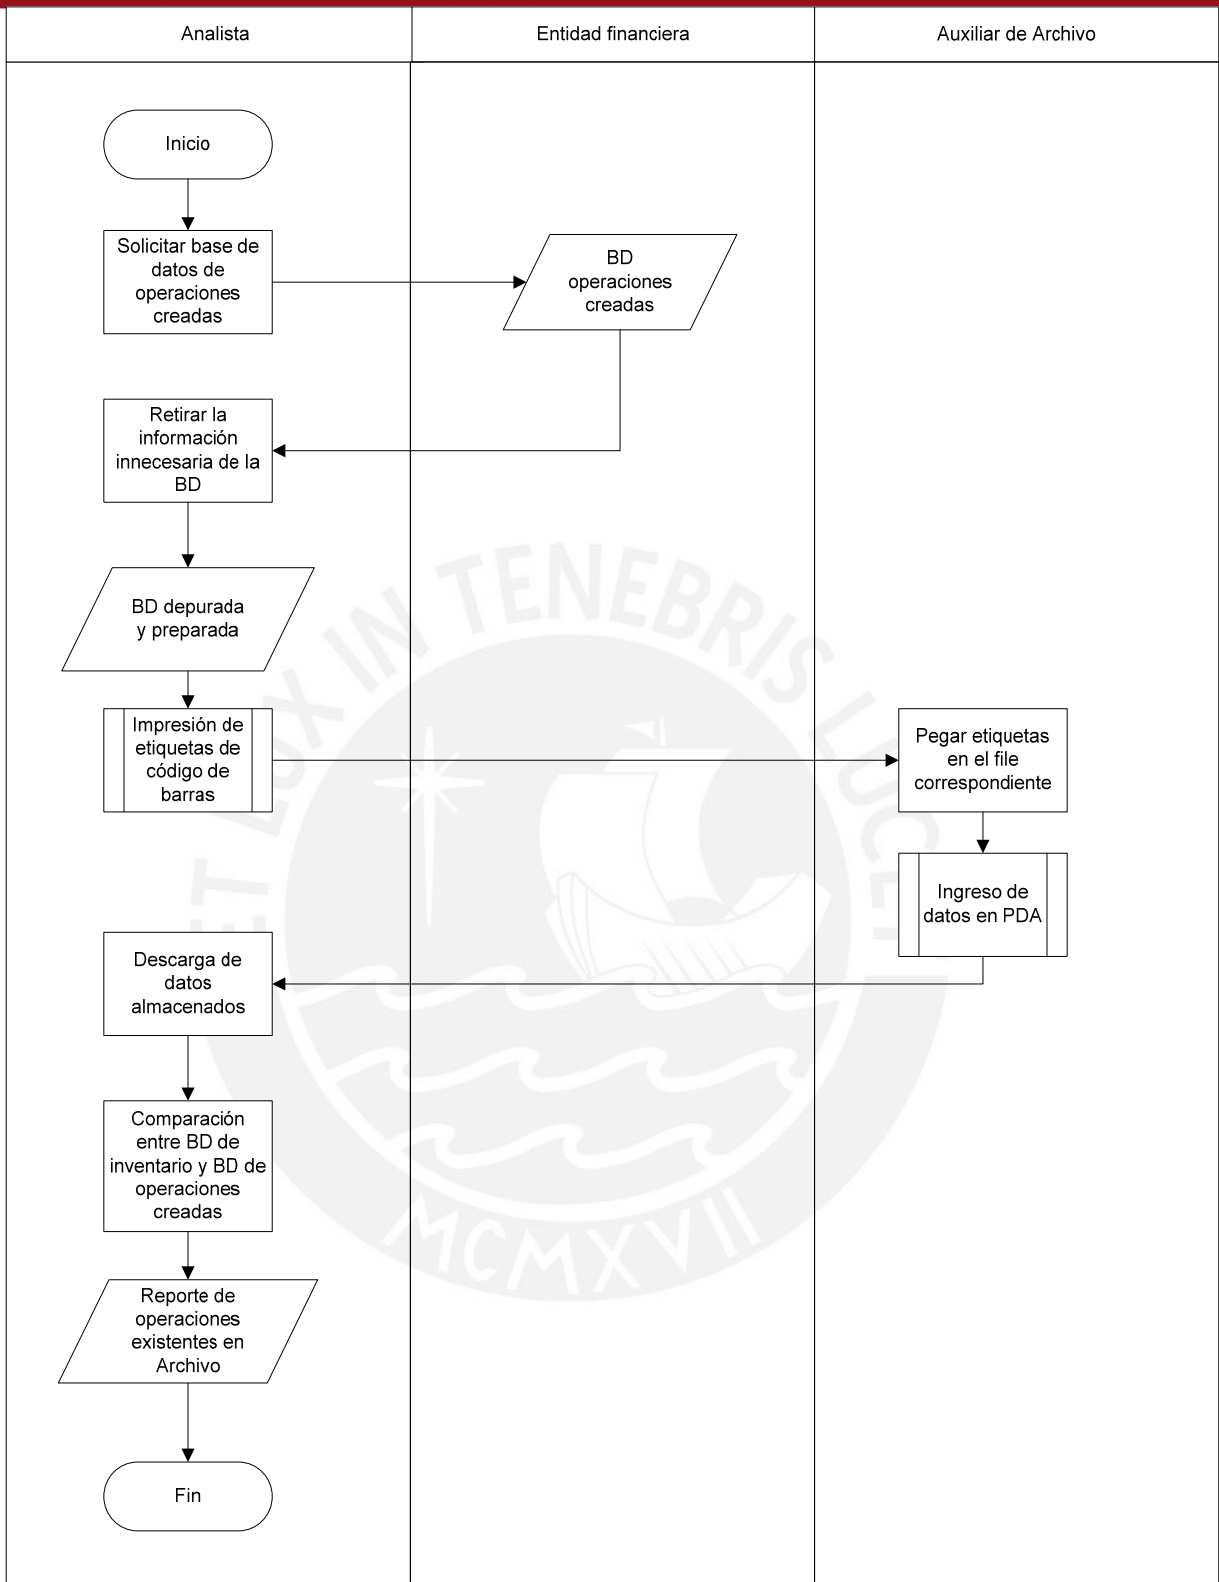 Analista
Entidad financiera
Auxiliar de Archivo
Inicio
Solicitar base de
datos de
operaciones
creadas
BD
operaciones
creadas
Retirar la
información
innecesaria de la
BD
BD depurada
y preparada
Impresión de
etiquetas de
código de
barras
Pegar etiquetas
en el file
correspondiente
Ingreso de
datos en PDA
Descarga de
datos
almacenados
Comparación
entre BD de
inventario y BD de
operaciones
creadas
Reporte de
operaciones
existentes en
Archivo
Fin
ET LUX IN TENEBRIS LUCET
MCMXVII